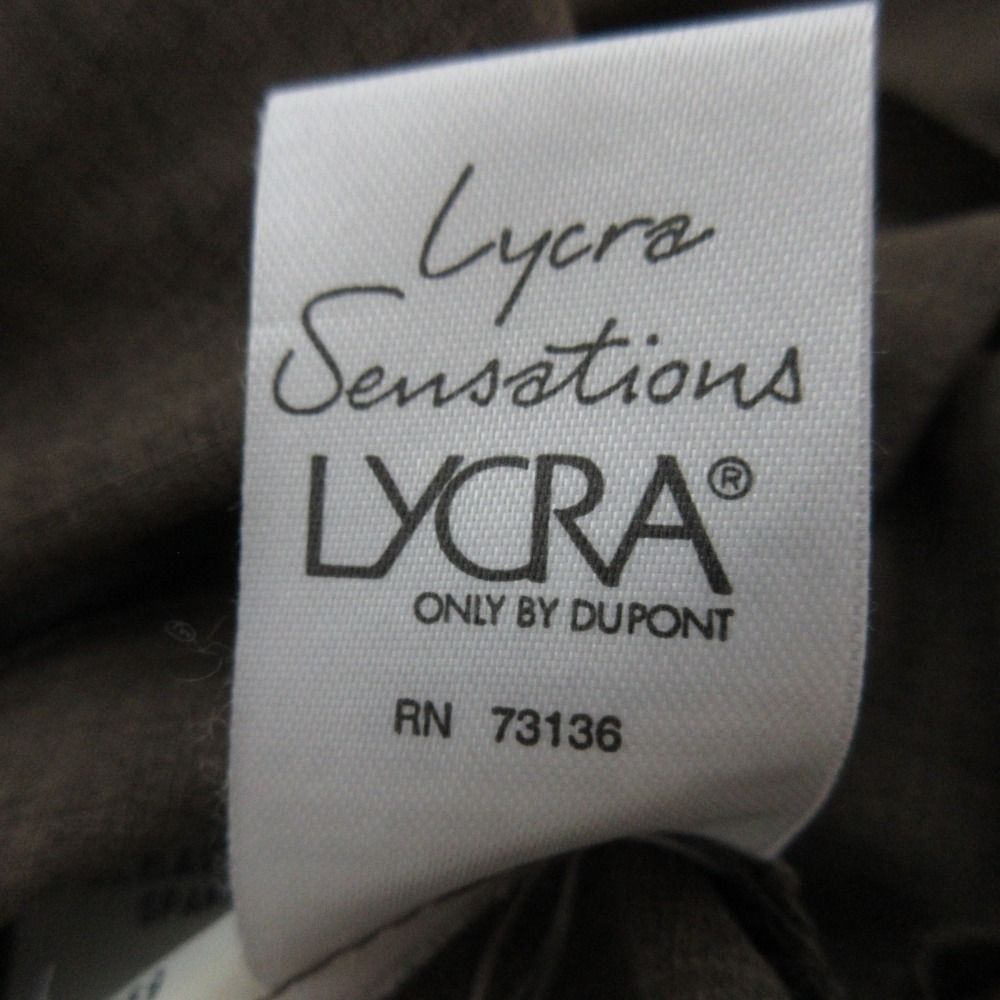 Lycra
Sensations
LYCRA®
ONLY BY DUPONT
RN 73136